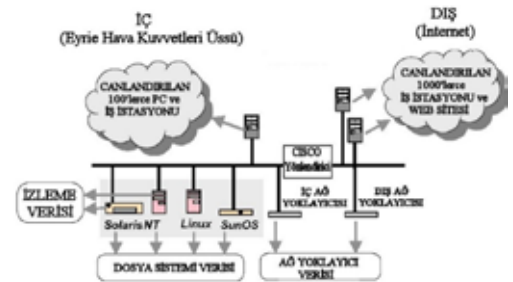 İÇ
(Eyrie Hava Kuvvetleri Üssü)
DIŞ
(İnternet)
CANLANDIRILAN
100'lerce PC ve
İŞ İSTASYONU
CANLANDIRILAN
1000'lerce
İŞ İSTASYONU ve
WEB SİTESİ
CISCO
Yönlendirici
İZLEME
VERİSİ
Solaris NT
Linux
SunOS
İÇ AĞ
YOKLAYICISI
DIŞ AĞ
YOKLAYICISI
DOSYA SİSTEMİ VERİSİ
AĞ YOKLAYICI
VERİSİ